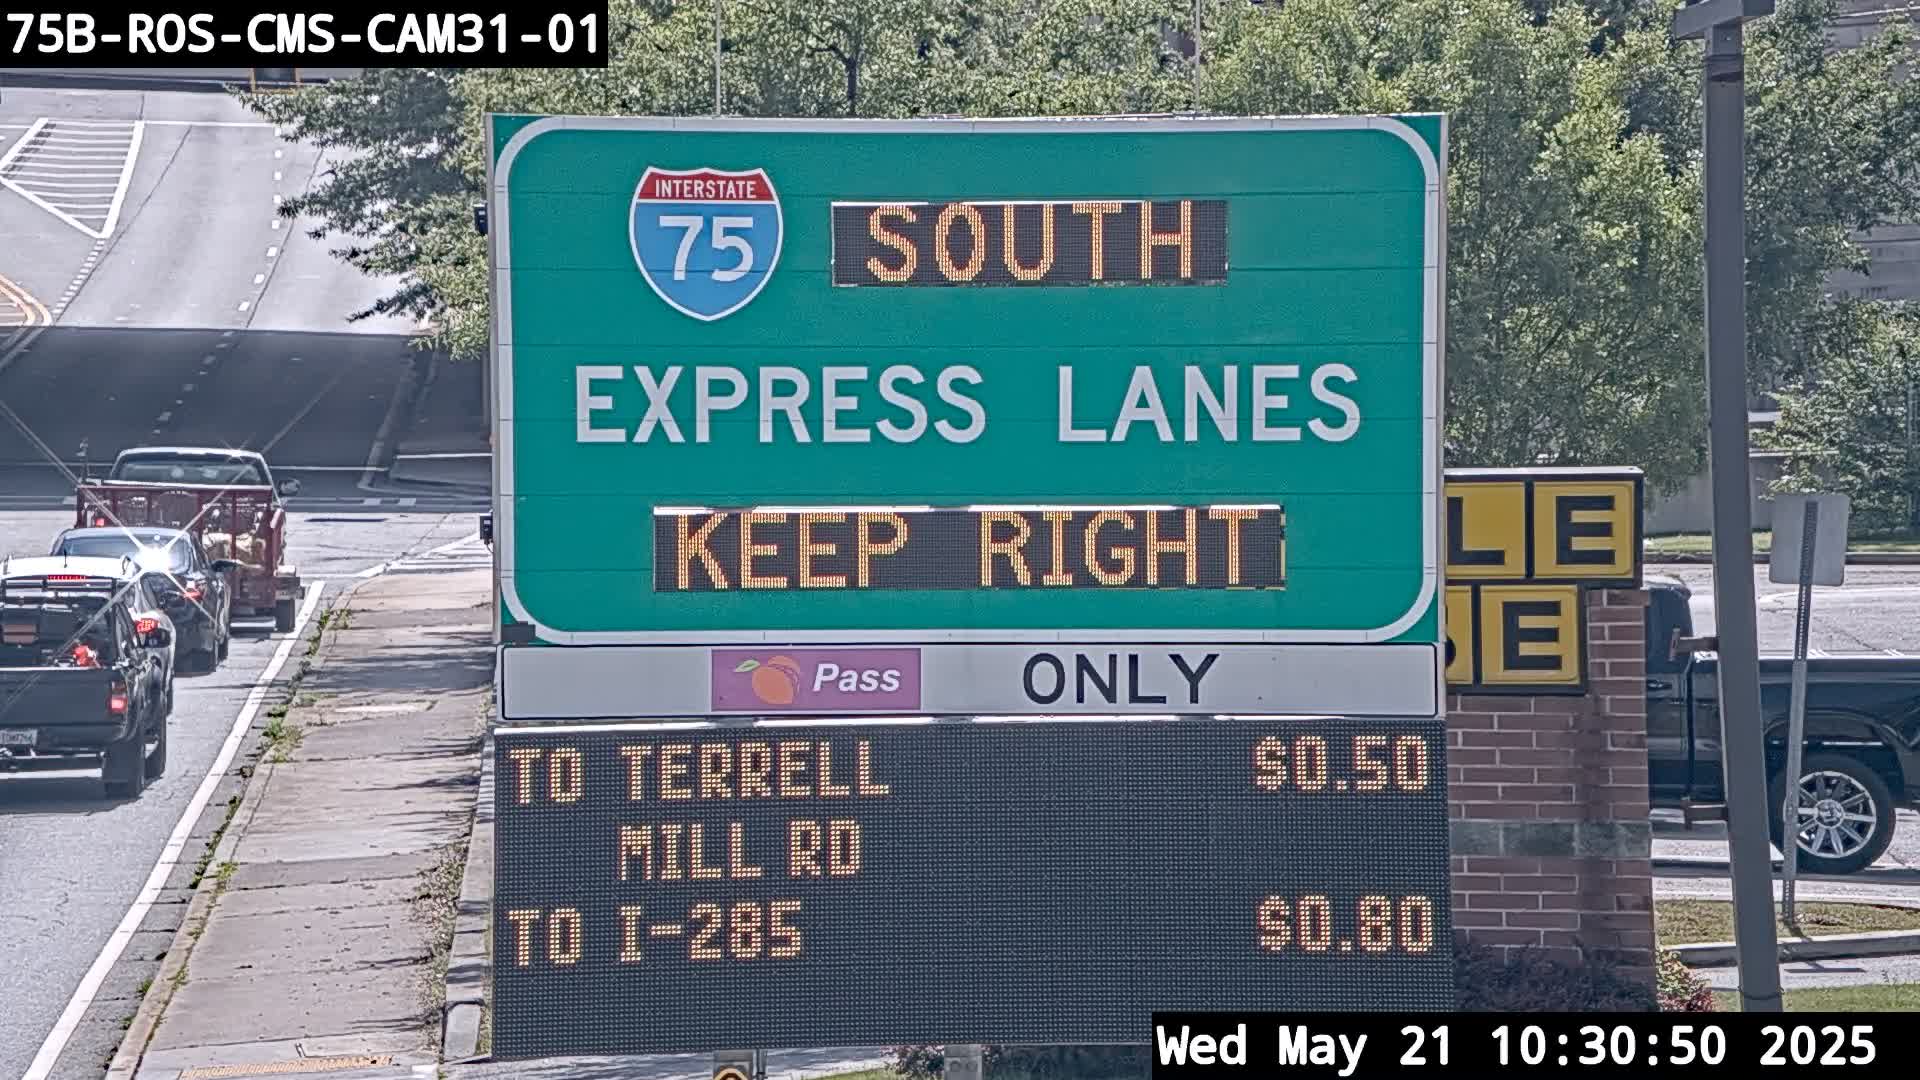 75B-ROS-CMS-CAM31-01
INTERSTATE
75
SOUTH
EXPRESS LANES
KEEP RIGHT
Pass ONLY
TO TERRELL $0.50
MILL RD
TO I-285 $0.80
LE
E
Wed May 21 10:30:50 2025